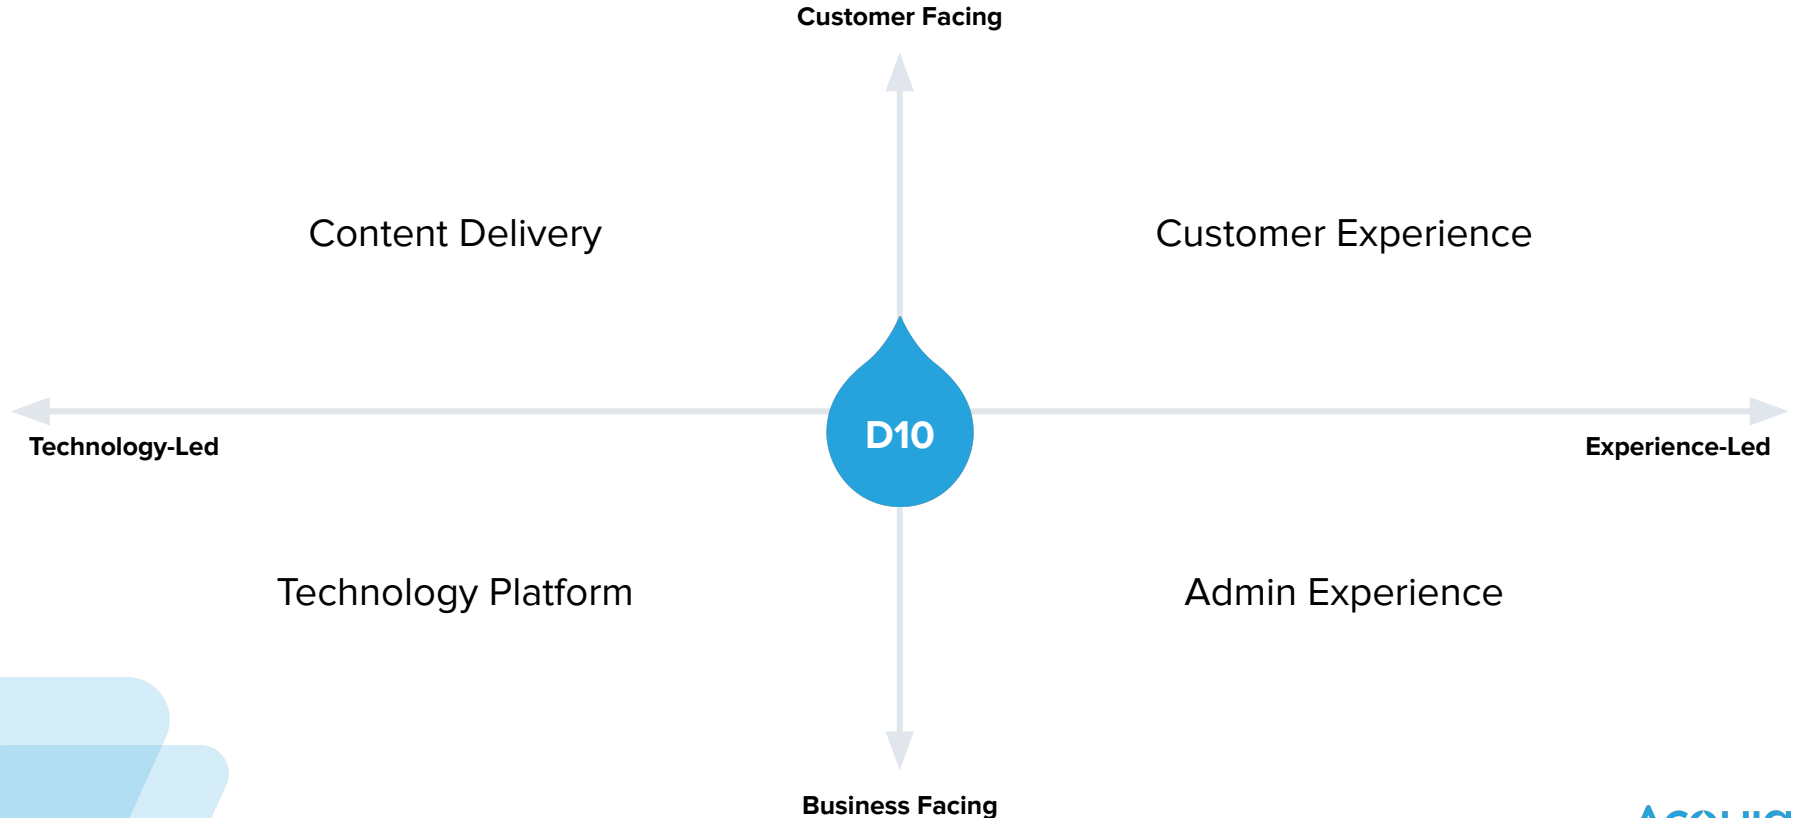 Customer Facing
Content Delivery
Customer Experience
D10
Technology-Led
Experience-Led
Technology Platform
Admin Experience
Business Facing